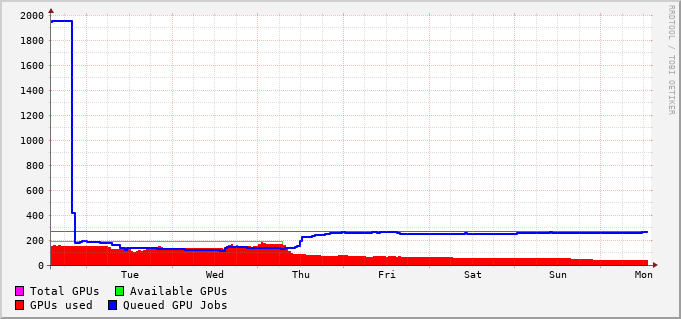 2000
1800
1600
1400
1200
1000
800
600
400
200
0
Tue Wed Thu Fri Sat Sun Mon
Total GPUs Available GPUs
GPUs used Queued GPU Jobs
RRDTOOL / TOBI OETIKER